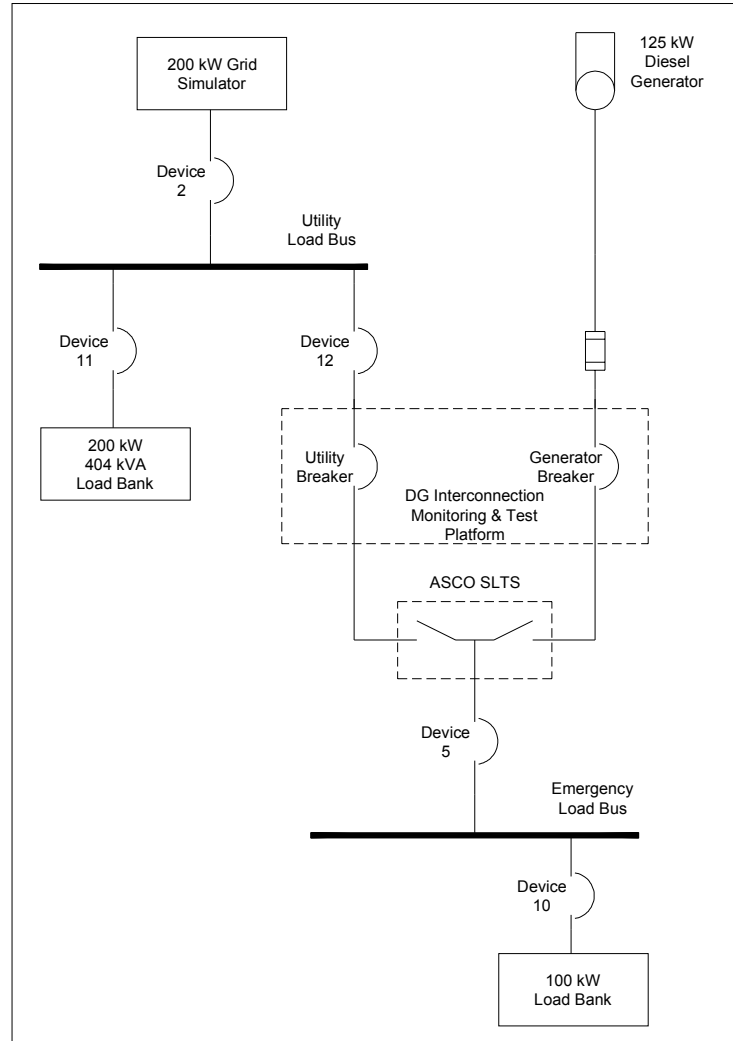 200 kW Grid
Simulator
125 kW
Diesel
Generator
Device
2
Utility
Load Bus
Device
11
Device
12
200 kW
404 kVA
Load Bank
Utility
Breaker
Generator
Breaker
DG Interconnection
Monitoring & Test
Platform
ASCO SLTS
Device
5
Emergency
Load Bus
Device
10
100 kW
Load Bank